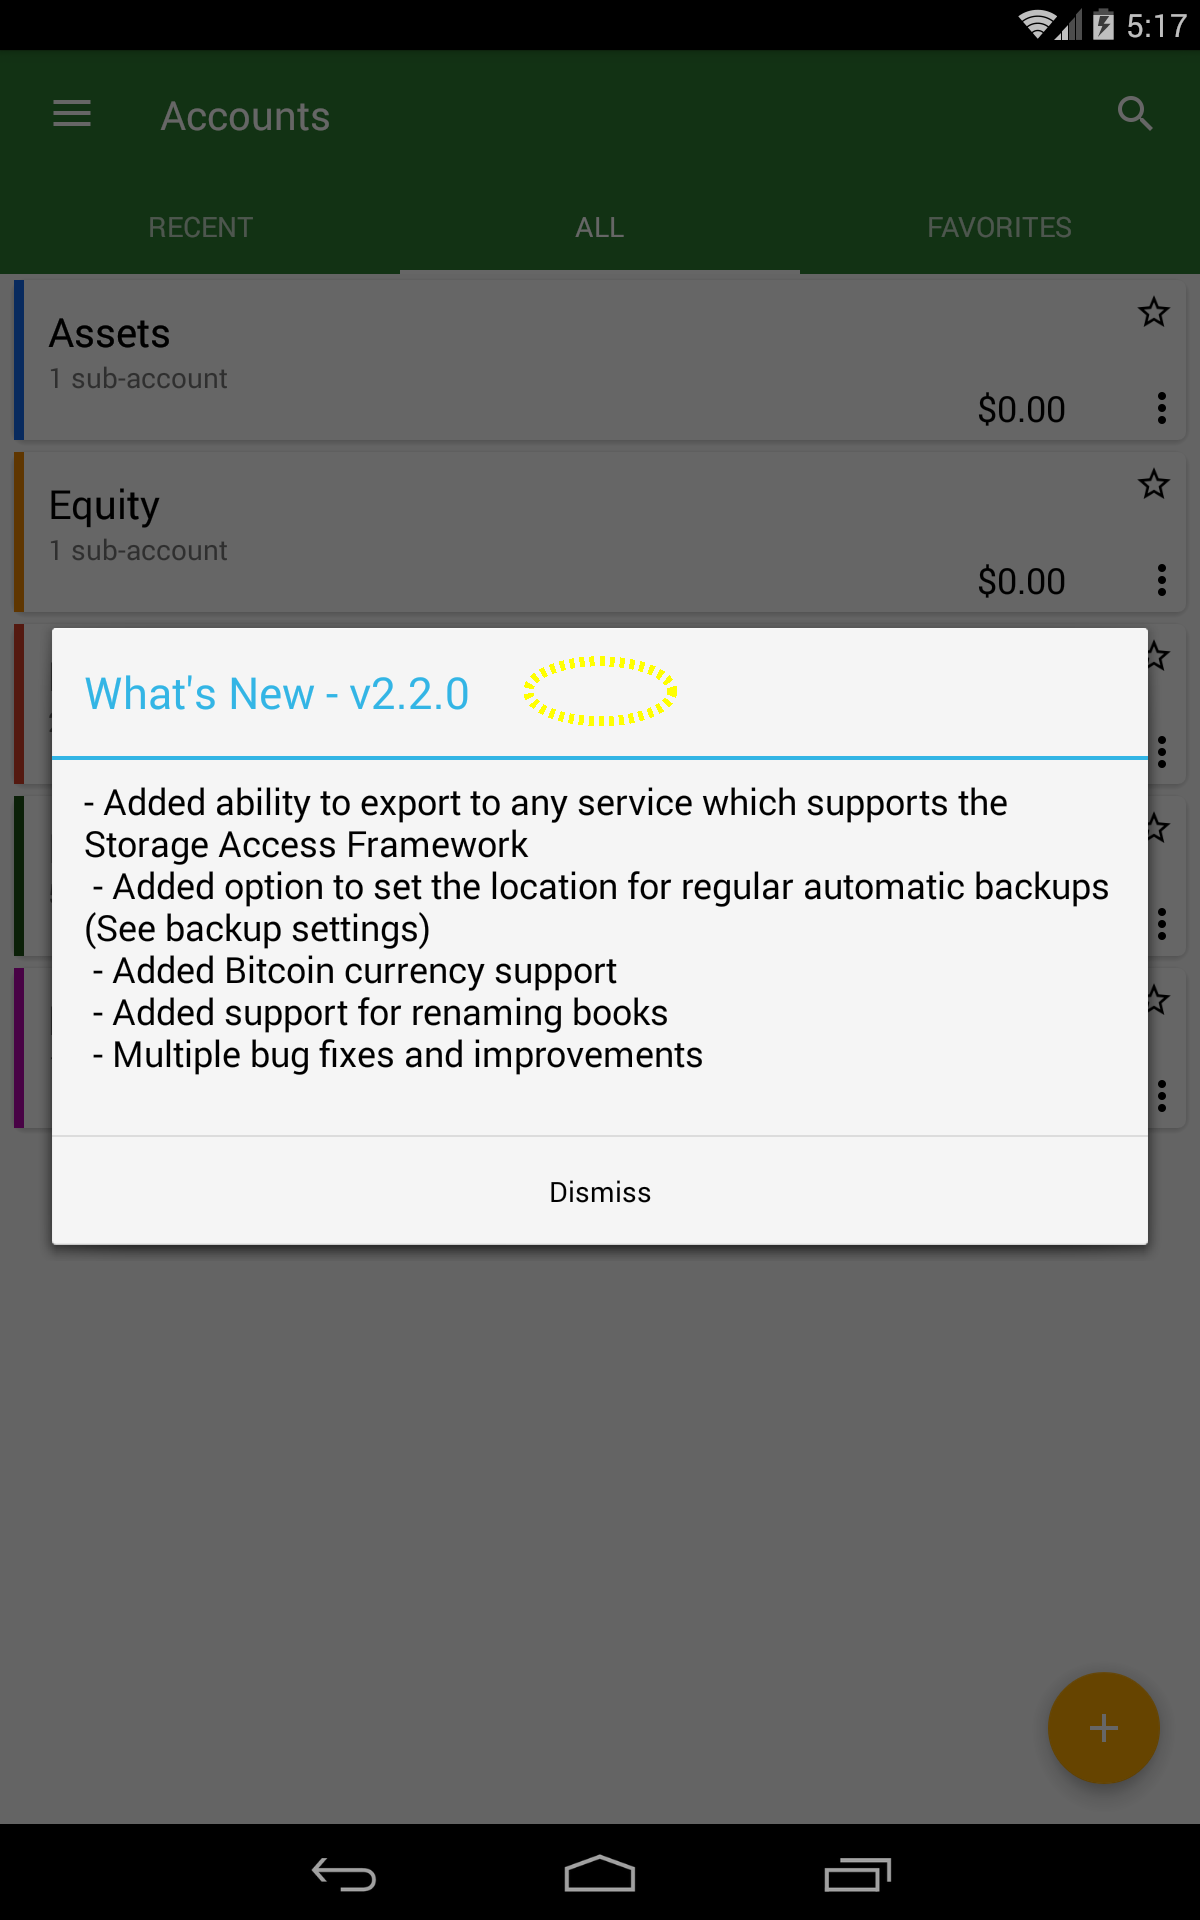 5:17
Accounts
RECENT
ALL
FAVORITES
Assets
1 sub-account
$0.00
Equity
1 sub-account
$0.00
What's New - v2.2.0
- Added ability to export to any service which supports the
Storage Access Framework
- Added option to set the location for regular automatic backups
(See backup settings)
- Added Bitcoin currency support
- Added support for renaming books
- Multiple bug fixes and improvements
Dismiss